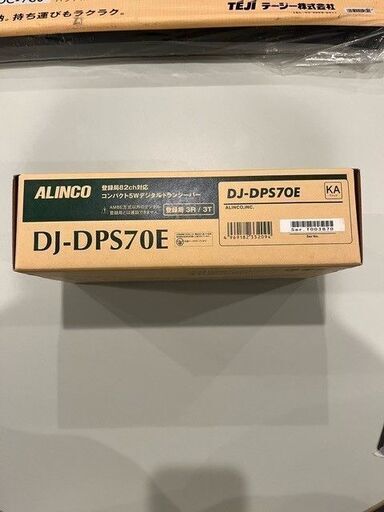 持ち運びもラクラク。
TEJI テージー株式会社
ALINCO
登録局82ch対応
コンパクト5Wデジタルトランシーバー
登録局 3R / 3T
DJ-DPS70E
DJ-DPS70E
ALINCO,INC.
KA
Ser. T003870